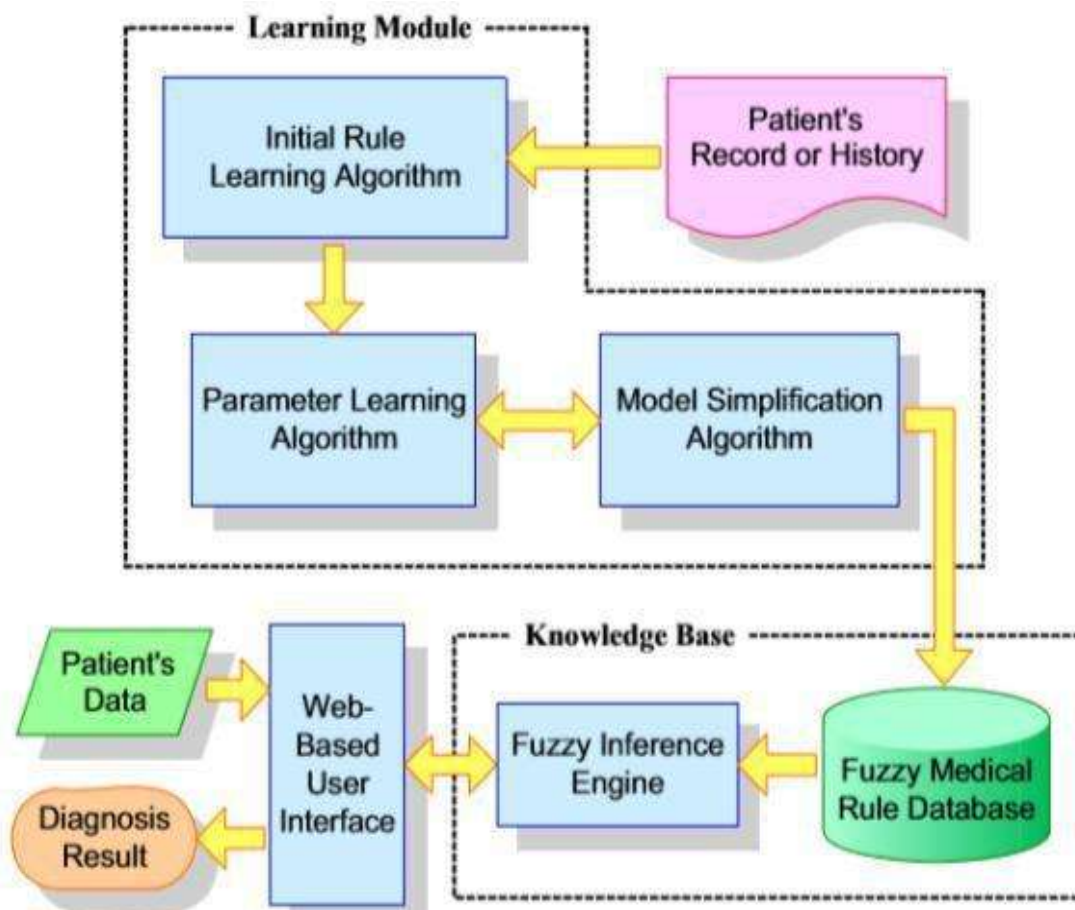 Learning Module
Initial Rule
Learning Algorithm
Patient's
Record or History
Parameter Learning
Algorithm
Model Simplification
Algorithm
Knowledge Base
Patient's
Data
Web-
Based
User
Interface
Fuzzy Inference
Engine
Fuzzy Medical
Rule Database
Diagnosis
Result